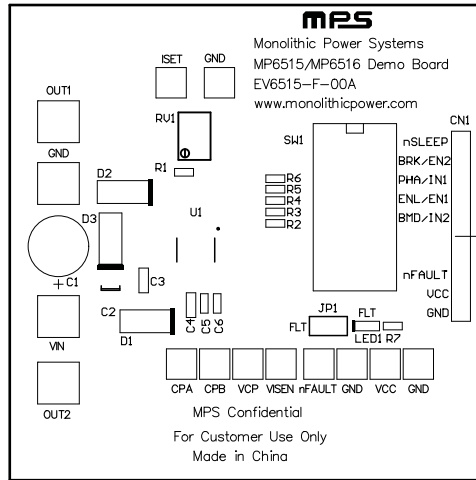 mps
Monolithic Power Systems
MP6515/MP6516 Demo Board
EV6515-F-00A
www.monolithicpower.com
ISET
GND
OUT1
RV1
CN1
SW1
nSLEEP
GND
BRK/EN2
R1
D2
R6
PHA/IN1
R5
R4
ENL/EN1
D3
U1
R3
BMD/IN2
R2
+
C1
C3
nFAULT
C2
VCC
C4
C5
C6
JP1
FLT
GND
VIN
D1
FLT
LED1
R7
CPA
CPB
VCP
VISEN
nFAULT
GND
VCC
GND
OUT2
MPS Confidential
For Customer Use Only
Made in China